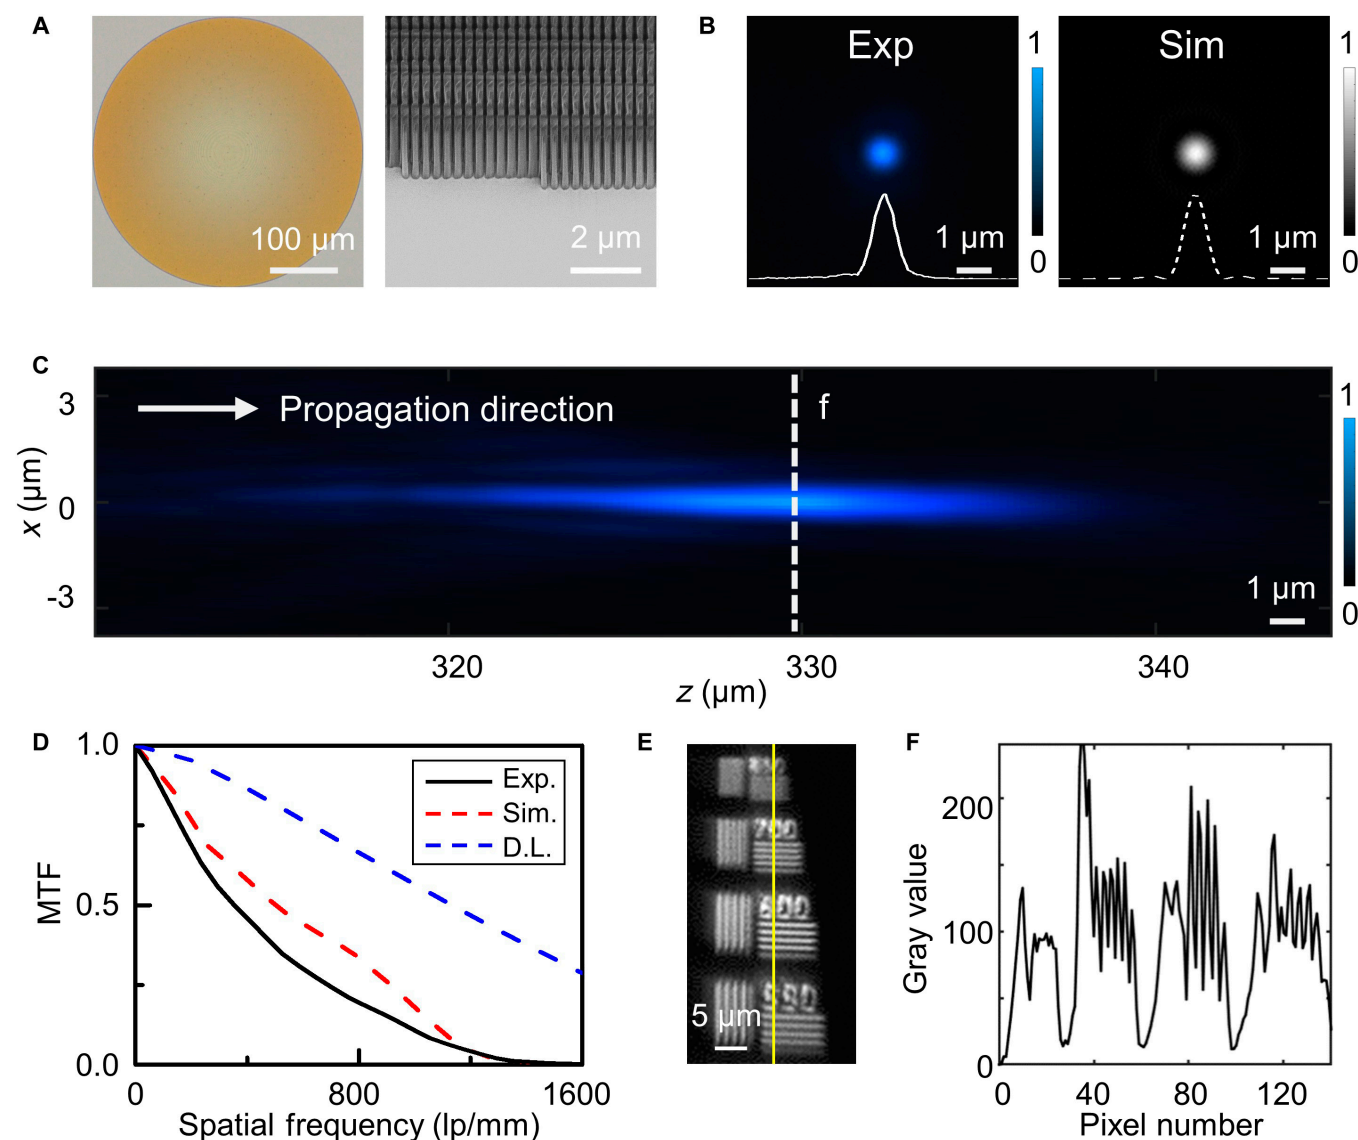 A
100 µm
2 µm
B
Exp
1 µm
1
0
Sim
1 µm
1
0
C
Propagation direction
f
3
0
-3
x (µm)
1 µm
1
0
320
330
340
z (µm)
D
1.0
0.5
0.0
MTF
Exp.
Sim.
D.L.
0
800
1600
Spatial frequency (lp/mm)
E
700
600
5 µm
F
200
100
0
Gray value
0
40
80
120
Pixel number